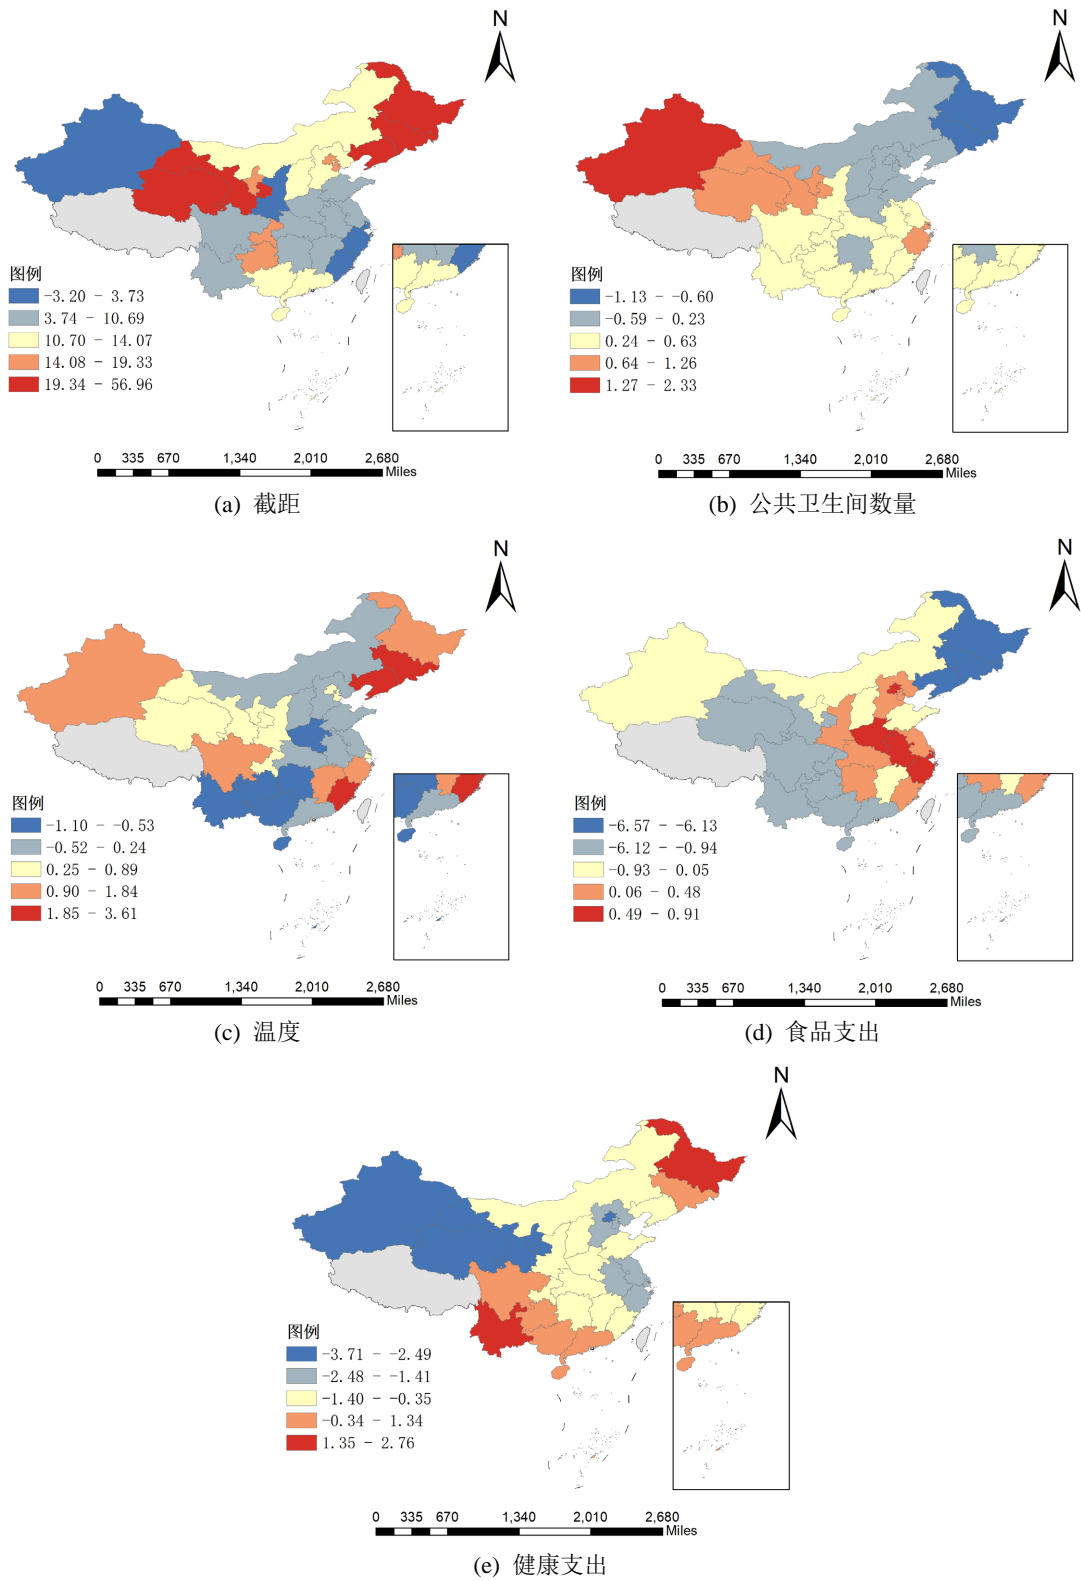 N
N
图例
-3.20 - 3.73
3.74 - 10.69
10.70 - 14.07
14.08 - 19.33
19.34 - 56.96
0 335 670 1,340 2,010 2,680 Miles
(a) 截距
图例
-1.13 - -0.60
-0.59 - 0.23
0.24 - 0.63
0.64 - 1.26
1.27 - 2.33
0 335 670 1,340 2,010 2,680 Miles
(b) 公共卫生间数量
N
N
图例
-1.10 - -0.53
-0.52 - 0.24
0.25 - 0.89
0.90 - 1.84
1.85 - 3.61
0 335 670 1,340 2,010 2,680 Miles
(c) 温度
图例
-6.57 - -6.13
-6.12 - -0.94
-0.93 - 0.05
0.06 - 0.48
0.49 - 0.91
0 335 670 1,340 2,010 2,680 Miles
(d) 食品支出
N
图例
-3.71 - -2.49
-2.48 - -1.41
-1.40 - -0.35
-0.34 - 1.34
1.35 - 2.76
0 335 670 1,340 2,010 2,680 Miles
(e) 健康支出